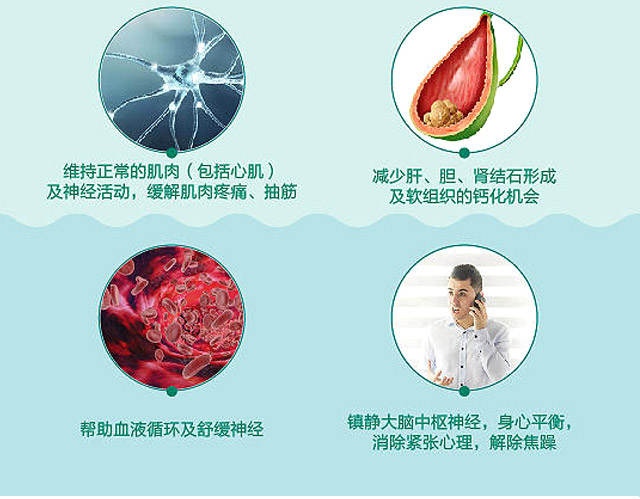 维持正常的肌肉（包括心肌）
及神经活动，缓解肌肉疼痛、抽筋
减少肝、胆、肾结石形成
及软组织的钙化机会
帮助血液循环及舒缓神经
镇静大脑中枢神经，身心平衡，
消除紧张心理，解除焦躁